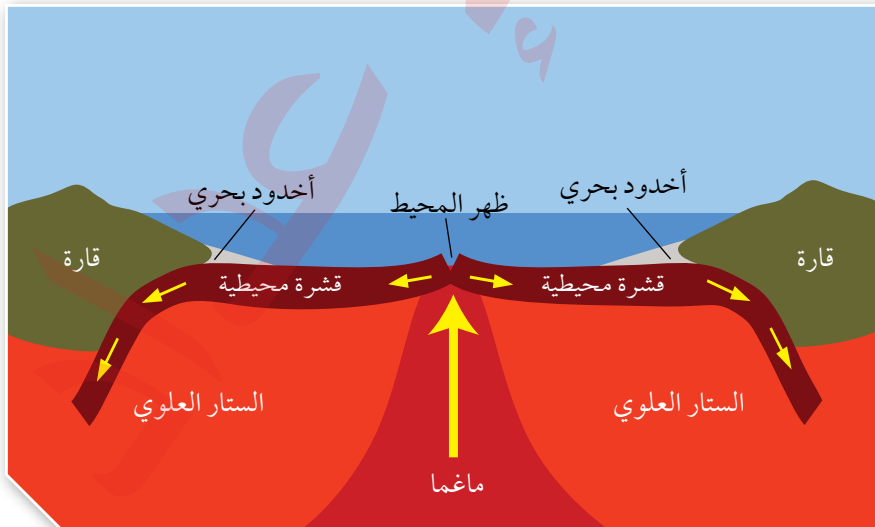 أخدود بحري
ظهر المحيط
أخدود بحري
قارة
قارة
قشرة محيطية
قشرة محيطية
الستار العلوي
الستار العلوي
ماغما